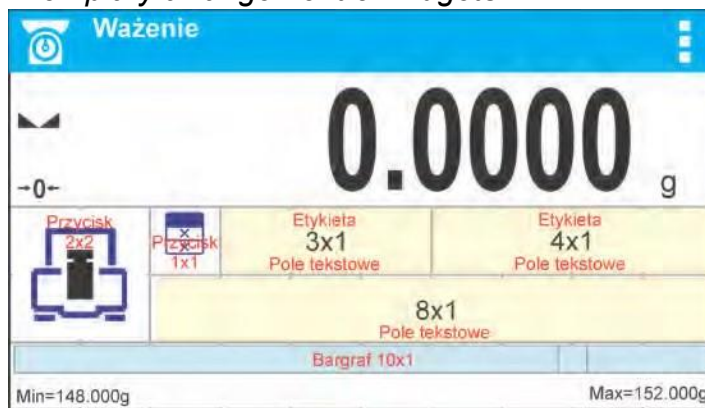 Ważenie
0.0000 g
→0←
Przycisk
2x2
Przycisk
1x1
Etykieta
3x1
Pole tekstowe
Etykieta
4x1
Pole tekstowe
8x1
Pole tekstowe
Bargraf 10x1
Min=148.000g
Max=152.000g